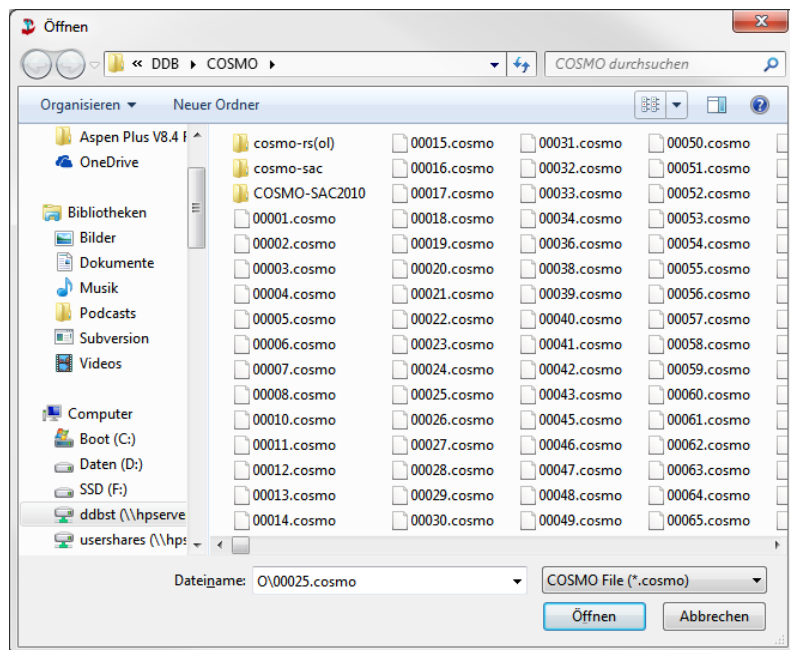 Öffnen
« DDB ▸ COSMO ▸
COSMO durchsuchen
Organisieren
Neuer Ordner
Aspen Plus V8.4 F
OneDrive
Bibliotheken
Bilder
Dokumente
Musik
Podcasts
Subversion
Videos
Computer
Boot (C:)
Daten (D:)
SSD (F:)
ddbst (\\hpserve
usershares (\\hps
cosmo-rs(ol)
cosmo-sac
COSMO-SAC2010
00001.cosmo
00002.cosmo
00003.cosmo
00004.cosmo
00005.cosmo
00006.cosmo
00007.cosmo
00008.cosmo
00010.cosmo
00011.cosmo
00012.cosmo
00013.cosmo
00014.cosmo
00015.cosmo
00016.cosmo
00017.cosmo
00018.cosmo
00019.cosmo
00020.cosmo
00021.cosmo
00022.cosmo
00023.cosmo
00024.cosmo
00025.cosmo
00026.cosmo
00027.cosmo
00028.cosmo
00029.cosmo
00030.cosmo
00031.cosmo
00032.cosmo
00033.cosmo
00034.cosmo
00036.cosmo
00038.cosmo
00039.cosmo
00040.cosmo
00041.cosmo
00042.cosmo
00043.cosmo
00045.cosmo
00046.cosmo
00047.cosmo
00048.cosmo
00049.cosmo
00050.cosmo
00051.cosmo
00052.cosmo
00053.cosmo
00054.cosmo
00055.cosmo
00056.cosmo
00057.cosmo
00058.cosmo
00059.cosmo
00060.cosmo
00061.cosmo
00062.cosmo
00063.cosmo
00064.cosmo
00065.cosmo
Dateiname: O\00025.cosmo
COSMO File (*.cosmo)
Öffnen
Abbrechen